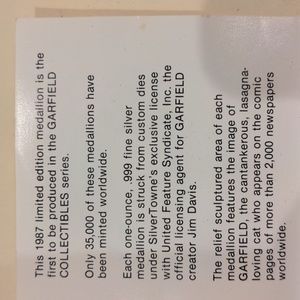 This 1987 limited edition medallion is the
first to be produced in the GARFIELD
COLLECTIBLES series.
Only 35,000 of these medallions have
been minted worldwide.
Each one-ounce, .999 fine silver
medallion is struck from custom dies
under SilverTowne's exclusive license
with United Feature Syndicate, Inc. the
official licensing agent for GARFIELD
creator Jim Davis.
The relief sculptured area of each
medallion features the image of
GARFIELD, the cantankerous, lasagna-
loving cat who appears on the comic
pages of more than 2,000 newspapers
worldwide.